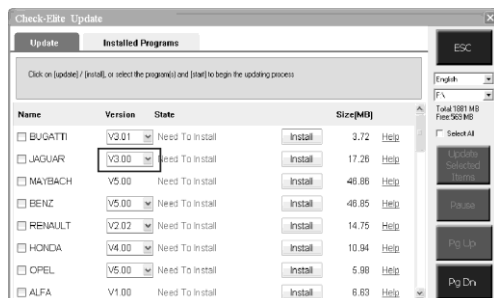 Check-Elite Update
Update Installed Programs
Click on [update] / [install], or select the program(s) and [start] to begin the updating process
Name Version State Size[MB]
BUGATTI V3.01 Need To Install Install 3.72 Help
JAGUAR V3.00 Need To Install Install 17.26 Help
MAYBACH V5.00 Need To Install Install 46.86 Help
BENZ V5.00 Need To Install Install 46.85 Help
RENAULT V2.02 Need To Install Install 14.75 Help
HONDA V4.00 Need To Install Install 10.94 Help
OPEL V5.00 Need To Install Install 5.98 Help
ALFA V1.00 Need To Install Install 6.63 Help
ESC
English
F:\
Total:1881 MB
Free:563 MB
Select All
Update
Selected
Items
Pause
Pg Up
Pg Dn